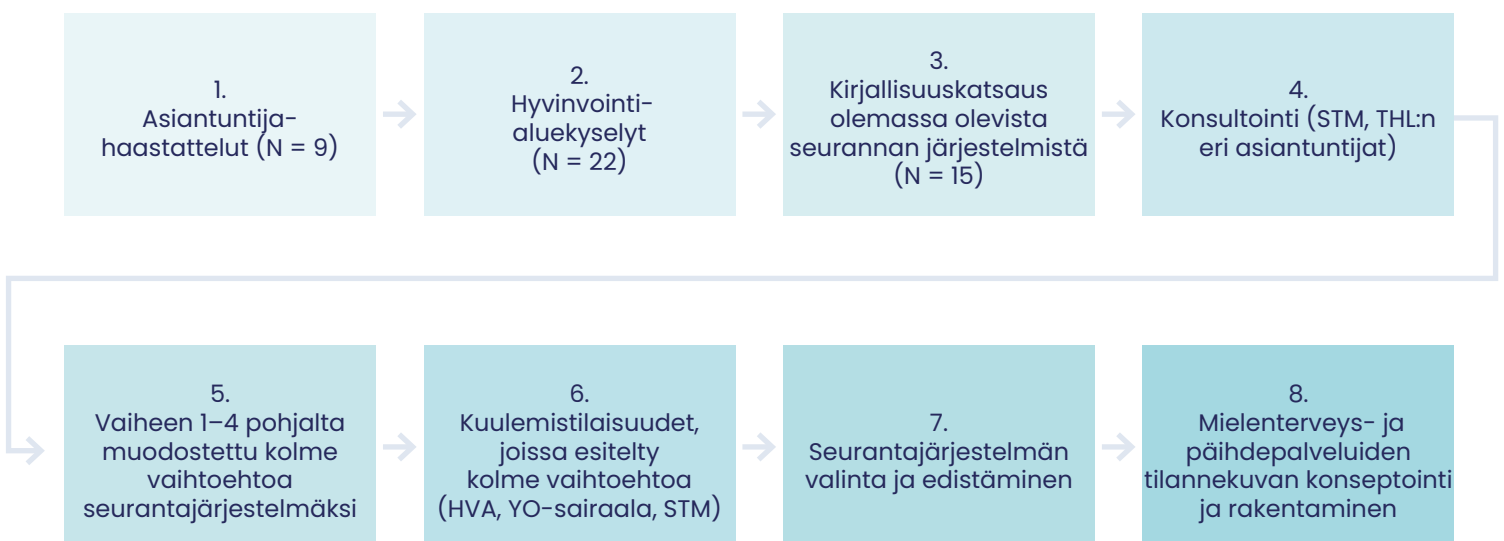 1.
Asiantuntija-
haastattelut (N = 9)
2.
Hyvinvointi-
aluekyselyt
(N = 22)
3.
Kirjallisuuskatsaus
olemassa olevista
seurannan järjestelmistä
(N = 15)
4.
Konsultointi (STM, THL:n
eri asiantuntijat)
5.
Vaiheen 1–4 pohjalta
muodostettu kolme
vaihtoehtoa
seurantajärjestelmäksi
6.
Kuulemistilaisuudet,
joissa esitelty
kolme vaihtoehtoa
(HVA, YO-sairaala, STM)
7.
Seurantajärjestelmän
valinta ja edistäminen
8.
Mielenterveys- ja
päihdepalveluiden
tilannekuvan konseptointi
ja rakentaminen